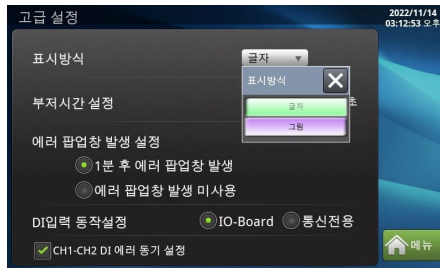 고급 설정
2022/11/14
03:12:53 오후
표시방식
글자
표시방식
글자
그림
부저시간 설정
초
에러 팝업창 발생 설정
1분 후 에러 팝업창 발생
에러 팝업창 발생 미사용
DI입력 동작설정
IO-Board
통신전용
CH1-CH2 DI 에러 동기 설정
메뉴